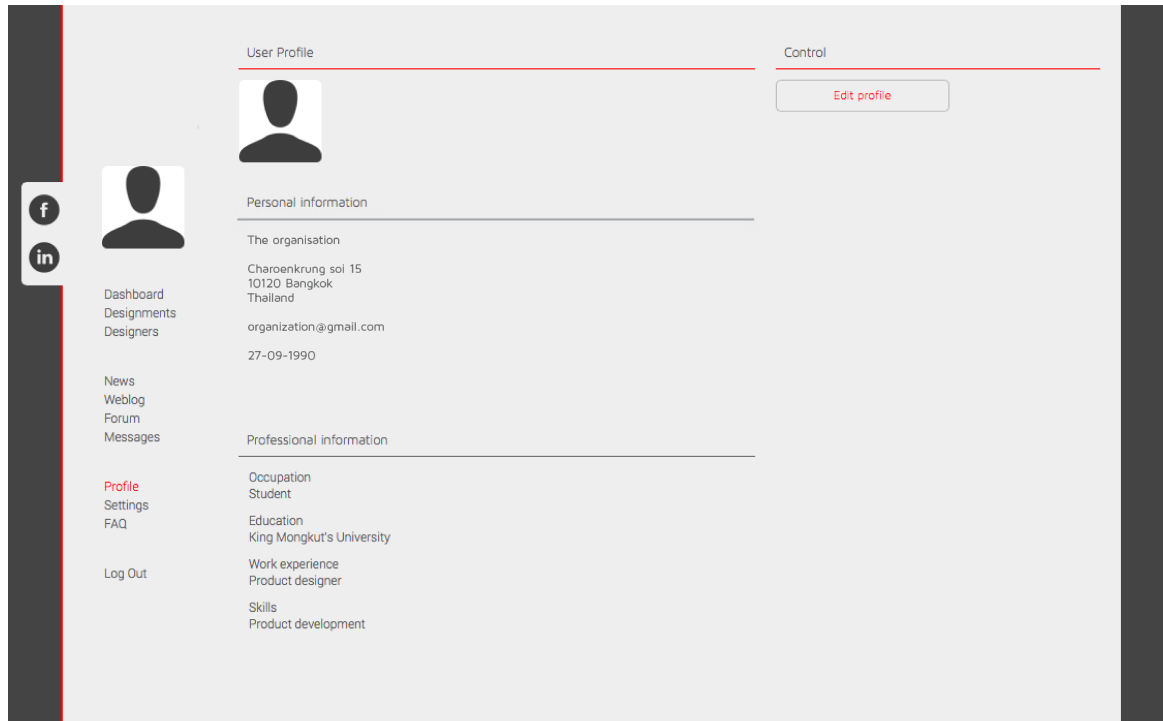 f
in
Dashboard
Designments
Designers
News
Weblog
Forum
Messages
Profile
Settings
FAQ
Log Out
User Profile
Personal information
The organisation
Charoenkrung soi 15
10120 Bangkok
Thailand
organization@gmail.com
27-09-1990
Professional information
Occupation
Student
Education
King Mongkut's University
Work experience
Product designer
Skills
Product development
Control
Edit profile